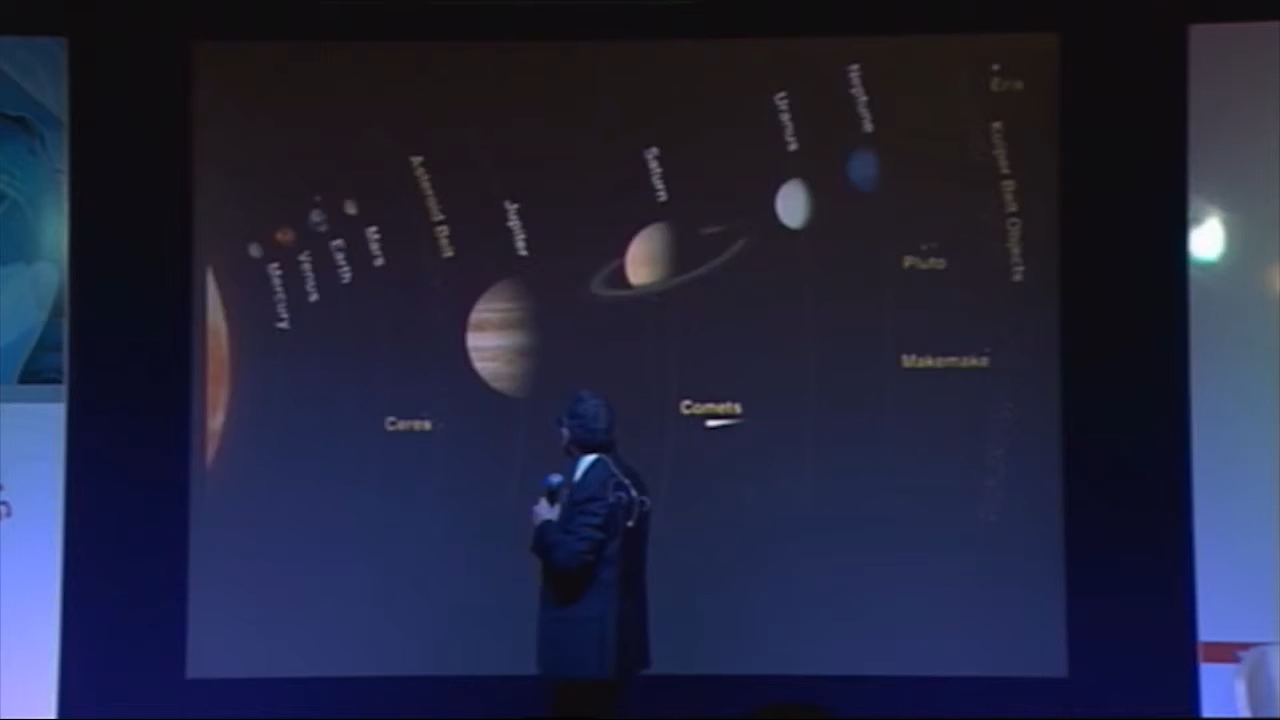 Mercury
Venus
Earth
Mars
Asteroid Belt
Ceres
Jupiter
Saturn
Comets
Uranus
Neptune
Pluto
Makemake
Eris
Kuiper Belt Objects